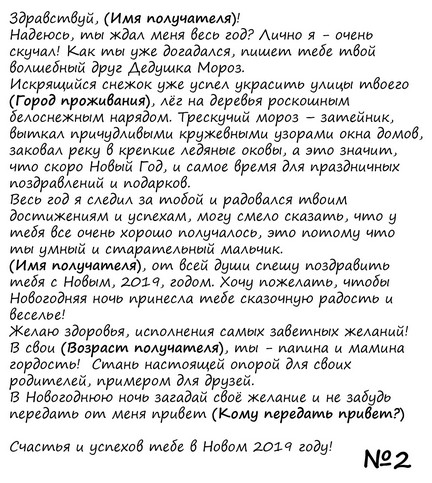 Здравствуй, (Имя получателя)!
Надеюсь, ты ждал меня весь год? Лично я - очень
скучал! Как ты уже догадался, пишет тебе твой
волшебный друг Дедушка Мороз.
Искрящийся снежок уже успел украсить улицы твоего
(Город проживания), лёг на деревья роскошным
белоснежным нарядом. Трескучий мороз – затейник,
выткал причудливыми кружевными узорами окна домов,
заковал реку в крепкие ледяные оковы, а это значит,
что скоро Новый Год, и самое время для праздничных
поздравлений и подарков.
Весь год я следил за тобой и радовался твоим
достижениям и успехам, могу смело сказать, что у
тебя все очень хорошо получалось, это потому что
ты умный и старательный мальчик.
(Имя получателя), от всей души спешу поздравить
тебя с Новым, 2019, годом. Хочу пожелать, чтобы
Новогодняя ночь принесла тебе сказочную радость и
веселье!
Желаю здоровья, исполнения самых заветных желаний!
В свои (Возраст получателя), ты - папина и мамина
гордость! Стань настоящей опорой для своих
родителей, примером для друзей.
В Новогоднюю ночь загадай своё желание и не забудь
передать от меня привет (Кому передать привет?)
Счастья и успехов тебе в Новом 2019 году!
№2